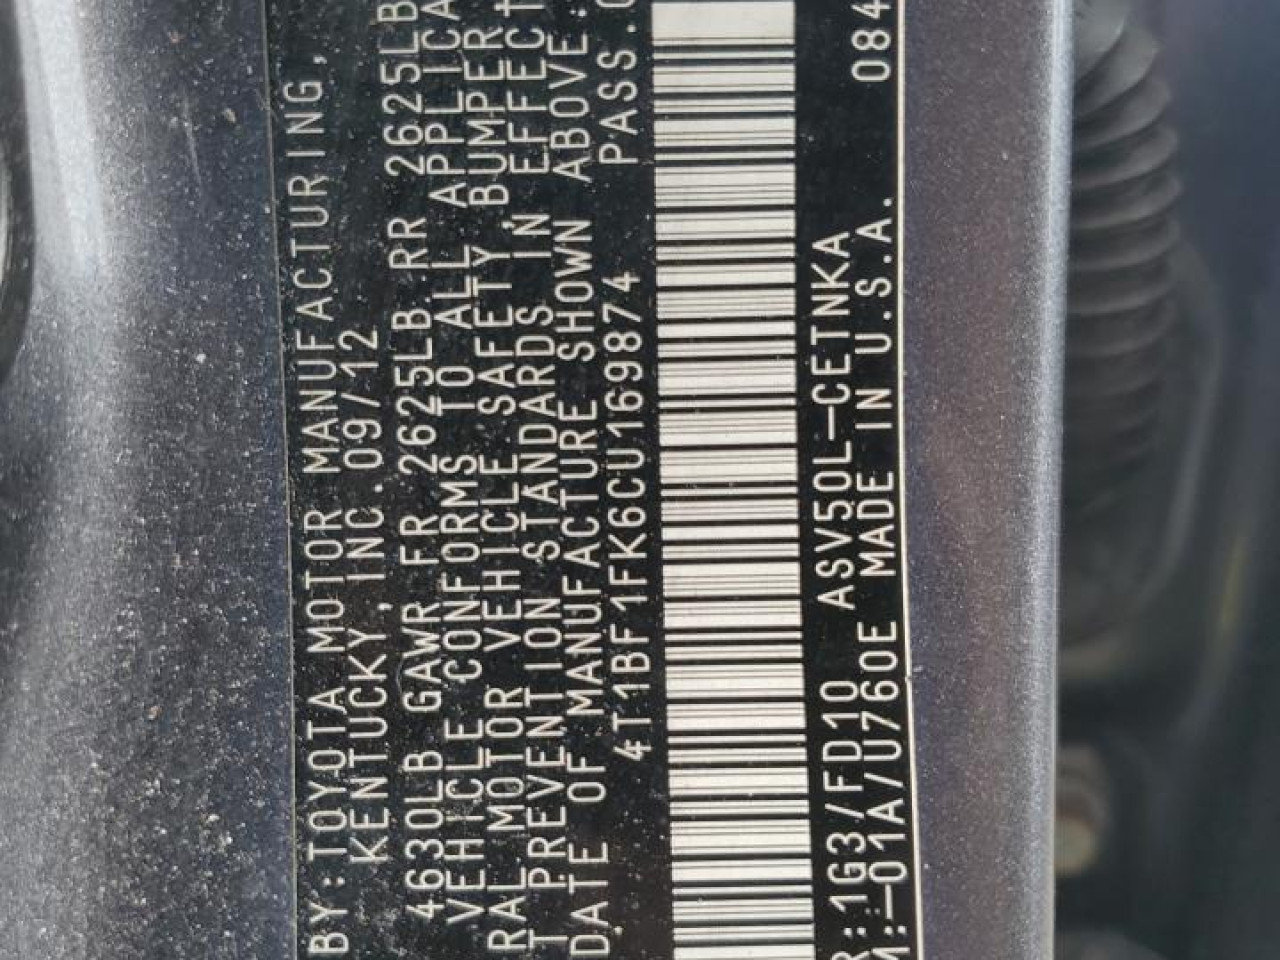 BY:TOYOTA MOTOR MANUFACTURING,
KENTUCKY, INC. 09/12
4630LB GAWR FR 2625LB RR 2625LB
VEHICLE CONFORMS TO ALL APPLICA
RAL MOTOR VEHICLE SAFETY, BUMPER
T PREVENTION STANDARDS IN EFFECT
DATE OF MANUFACTURE SHOWN ABOVE.
4T1BF1FK6CU169874 PASS.C
R:1G3/FD10 ASV50L-CETNKA
M:-01A/U760E MADE IN U.S.A. 084